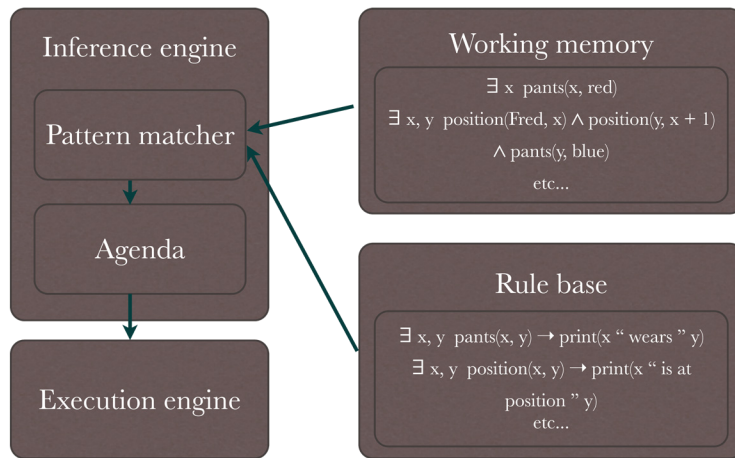 Inference engine
Pattern matcher
Agenda
Execution engine
Working memory
∃ x pants(x, red)
∃ x, y position(Fred, x) ∧ position(y, x + 1)
∧ pants(y, blue)
etc...
Rule base
∃ x, y pants(x, y) → print(x “ wears ” y)
∃ x, y position(x, y) → print(x “ is at
position ” y)
etc...